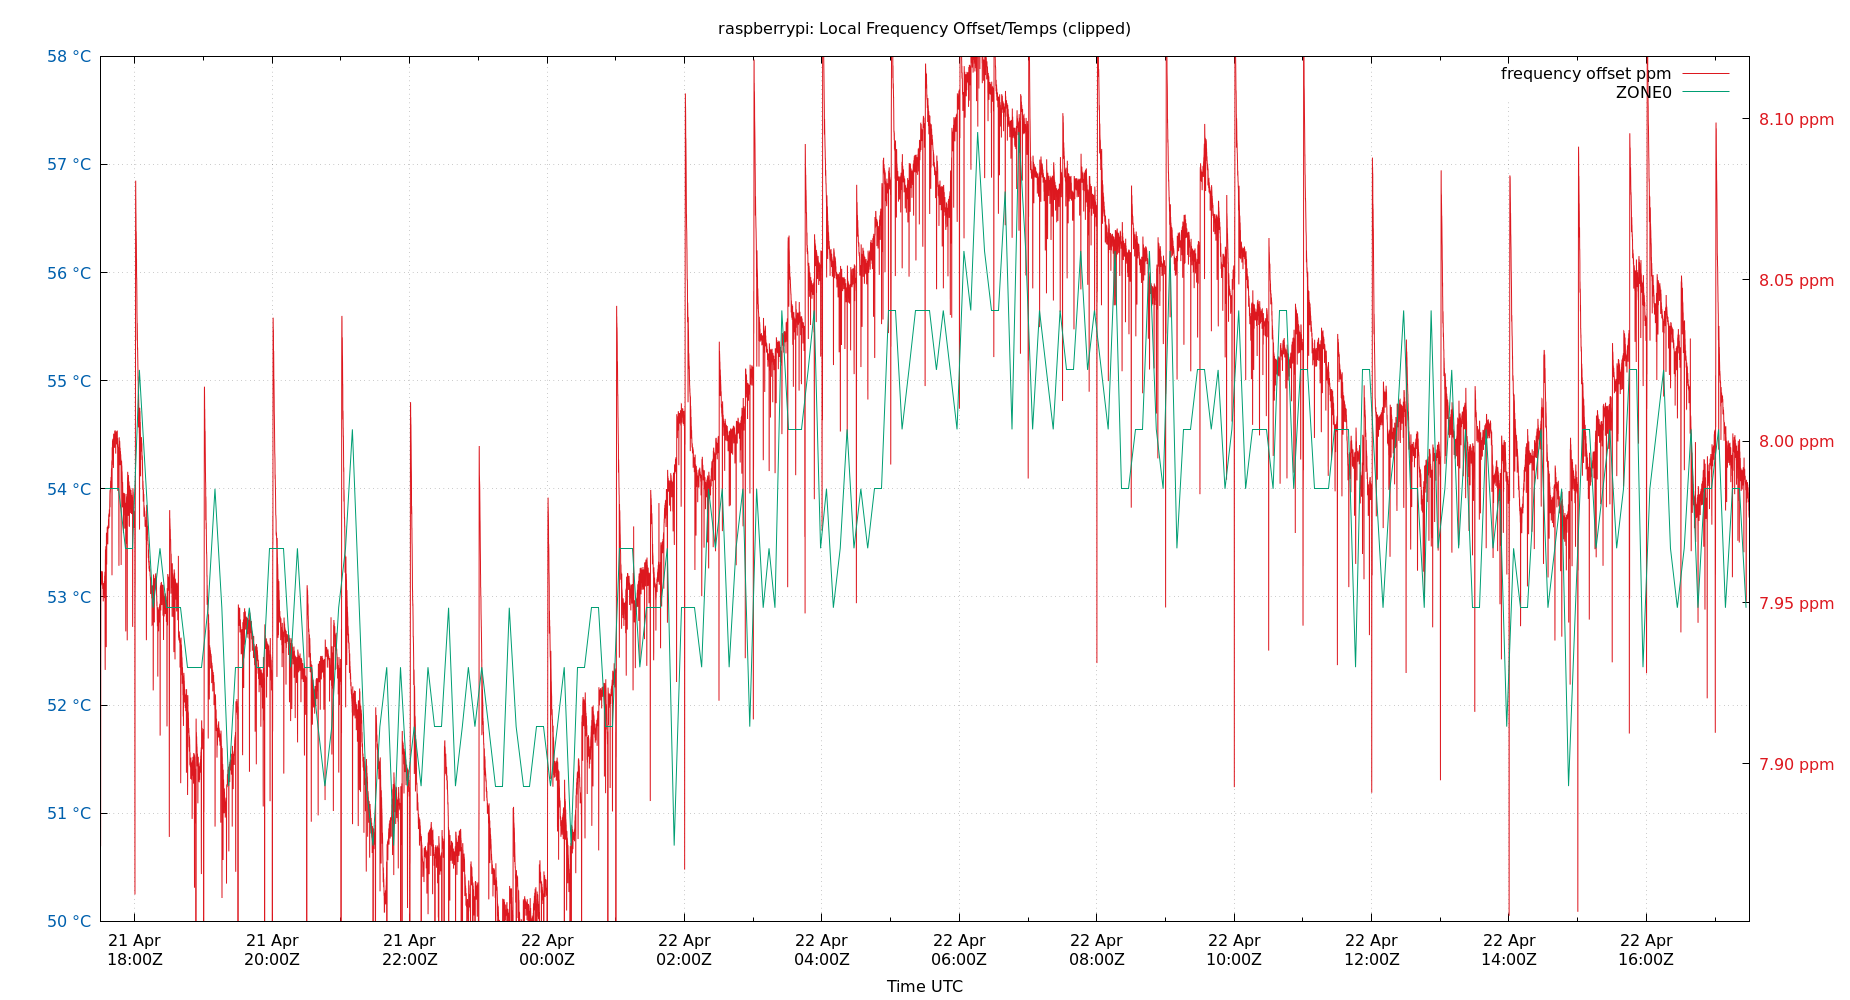 raspberrypi: Local Frequency Offset/Temps (clipped)
frequency offset ppm
ZONE0
58 °C
57 °C
56 °C
55 °C
54 °C
53 °C
52 °C
51 °C
50 °C
8.10 ppm
8.05 ppm
8.00 ppm
7.95 ppm
7.90 ppm
21 Apr 21 Apr 21 Apr 22 Apr 22 Apr 22 Apr 22 Apr 22 Apr 22 Apr 22 Apr 22 Apr 22 Apr
18:00Z 20:00Z 22:00Z 00:00Z 02:00Z 04:00Z 06:00Z 08:00Z 10:00Z 12:00Z 14:00Z 16:00Z
Time UTC